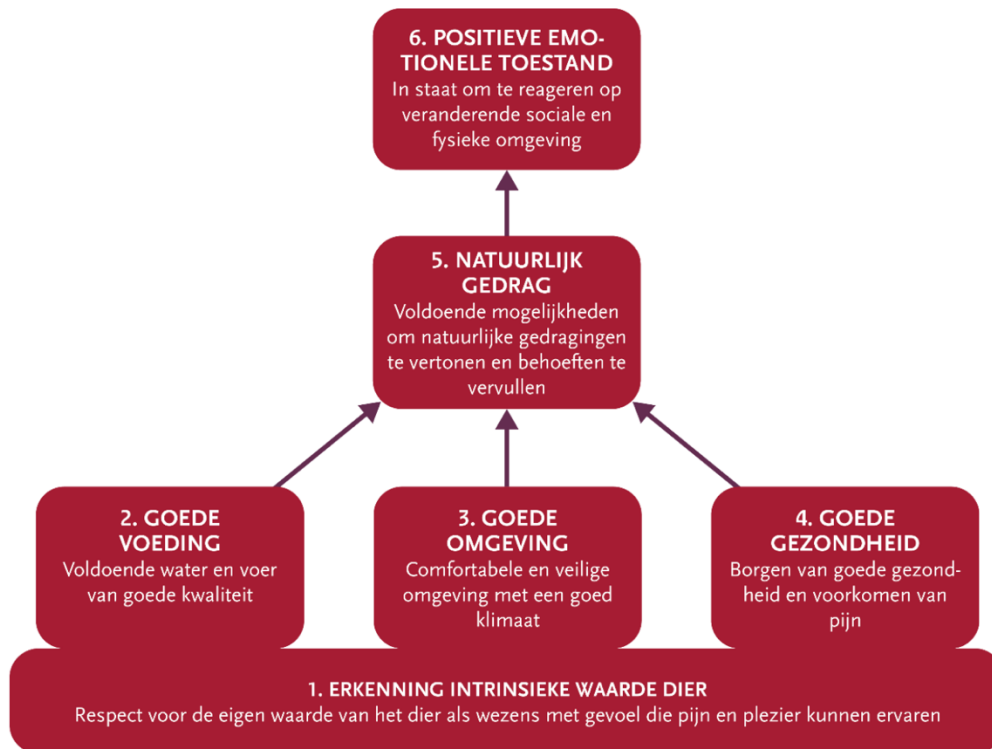 6. POSITIEVE EMO-
TIONELE TOESTAND
In staat om te reageren op
veranderende sociale en
fysieke omgeving
5. NATUURLIJK
GEDRAG
Voldoende mogelijkheden
om natuurlijke gedragingen
te vertonen en behoeften te
vervullen
2. GOEDE
VOEDING
Voldoende water en voer
van goede kwaliteit
3. GOEDE
OMGEVING
Comfortabele en veilige
omgeving met een goed
klimaat
4. GOEDE
GEZONDHEID
Borgen van goede gezond-
heid en voorkomen van
pijn
1. ERKENNING INTRINSIEKE WAARDE DIER
Respect voor de eigen waarde van het dier als wezens met gevoel die pijn en plezier kunnen ervaren